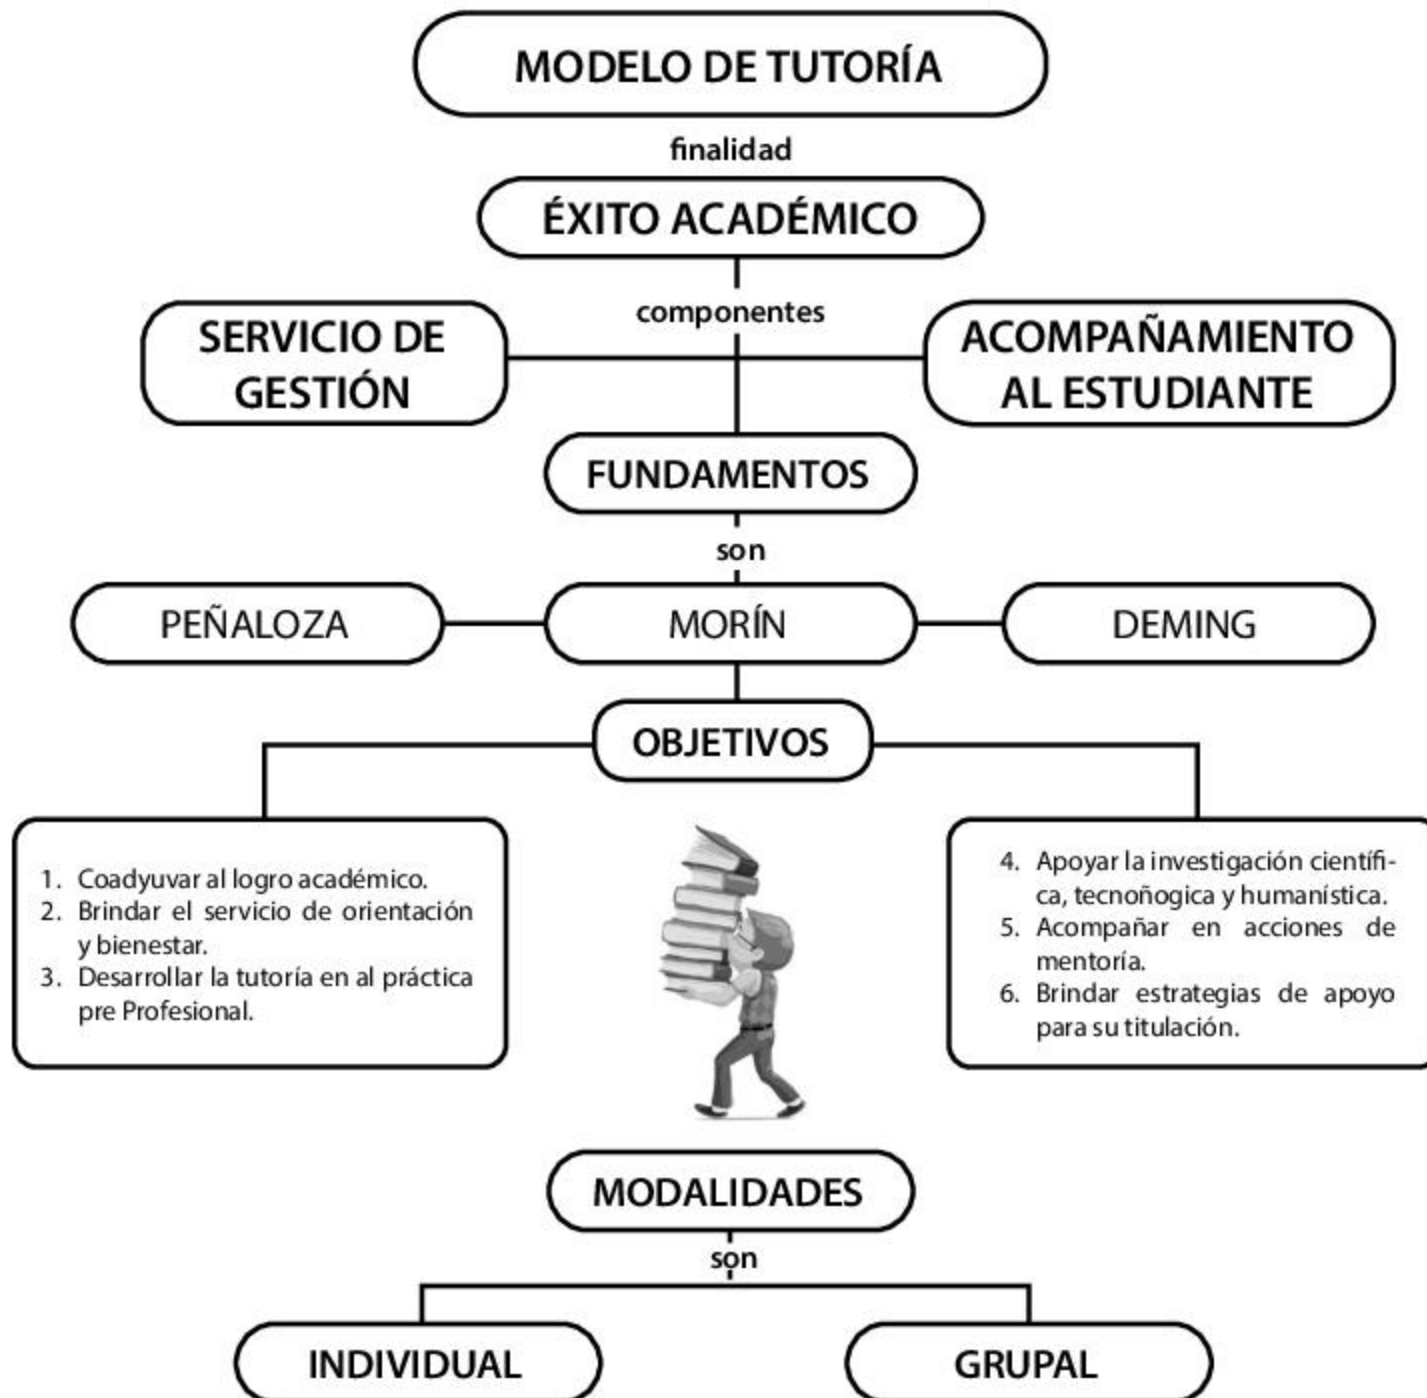 MODELO DE TUTORÍA
finalidad
ÉXITO ACADÉMICO
componentes
SERVICIO DE
GESTIÓN
ACOMPAÑAMIENTO
AL ESTUDIANTE
FUNDAMENTOS
son
PEÑALOZA
MORÍN
DEMING
OBJETIVOS
1. Coadyuvar al logro académico.
2. Brindar el servicio de orientación
y bienestar.
3. Desarrollar la tutoría en al práctica
pre Profesional.
4. Apoyar la investigación científi-
ca, tecnoñogica y humanística.
5. Acompañar en acciones de
mentoría.
6. Brindar estrategias de apoyo
para su titulación.
MODALIDADES
son
INDIVIDUAL
GRUPAL